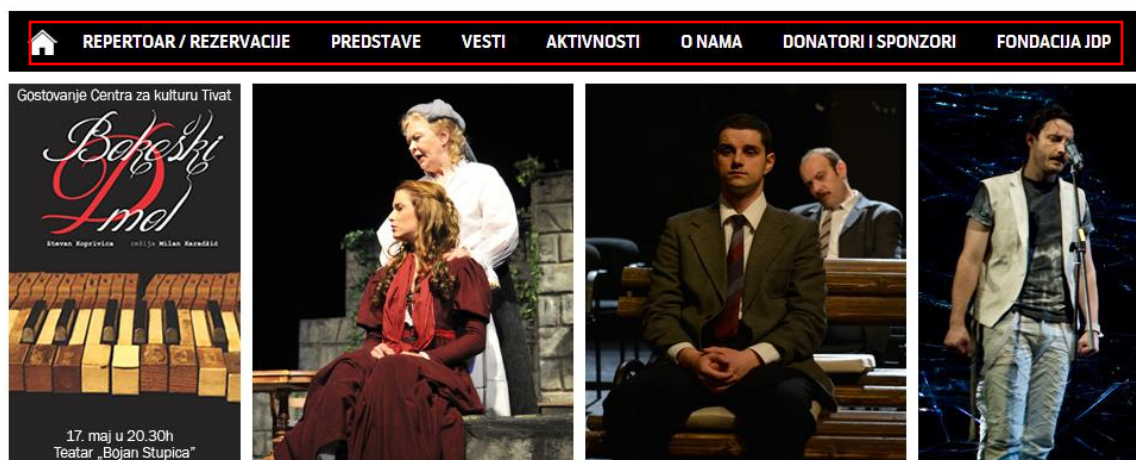 REPERTOAR / REZERVACIJE PREDSTAVE VESTI AKTIVNOSTI O NAMA DONATORI I SPONZORI FONDACIJA JDP
Gostovanje Centra za kulturu Tivat
Bokeški
D mol
Stevan Koprivica režija Milan Karadžić
17. maj u 20.30h
Teatar „Bojan Stupica"